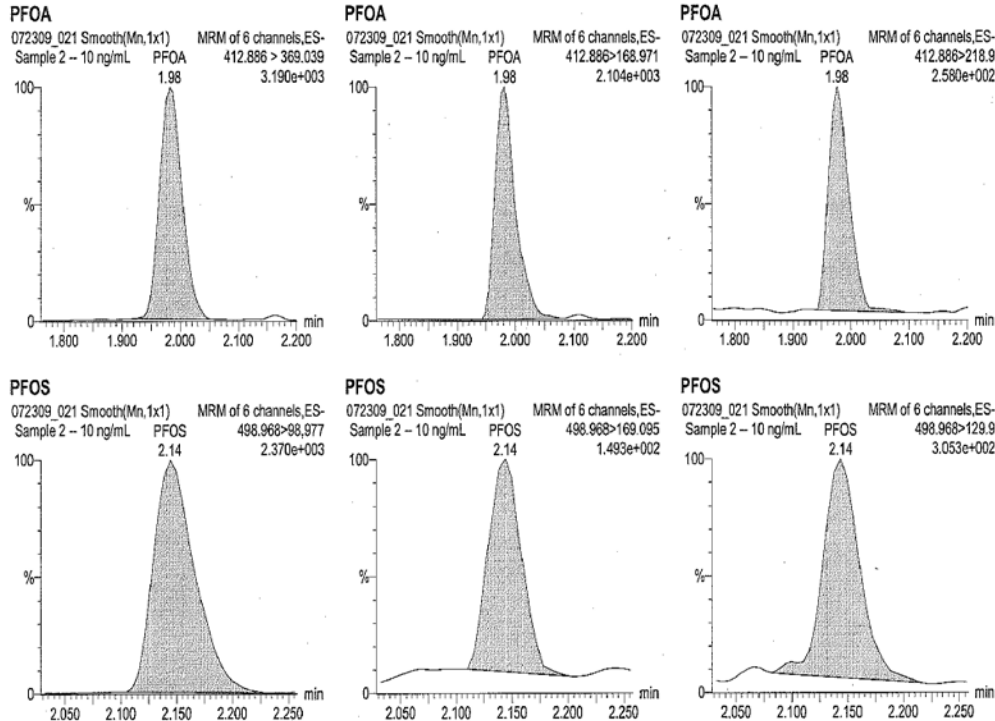 PFOA
072309_021 Smooth(Mn,1x1) MRM of 6 channels,ES-
Sample 2 -- 10 ng/mL PFOA 412.886 > 369.039
1.98 3.190e+003
100
%
0
min
1.800 1.900 2.000 2.100 2.200
PFOA
072309_021 Smooth(Mn,1x1) MRM of 6 channels,ES-
Sample 2 -- 10 ng/mL PFOA 412.886>168.971
1.98 2.104e+003
100
%
0
min
1.800 1.900 2.000 2.100 2.200
PFOA
072309_021 Smooth(Mn,1x1) MRM of 6 channels,ES-
Sample 2 -- 10 ng/mL PFOA 412.886>218.9
1.98 2.580e+002
100
%
0
min
1.800 1.900 2.000 2.100 2.200
PFOS
072309_021 Smooth(Mn,1x1) MRM of 6 channels,ES-
Sample 2 -- 10 ng/mL PFOS 498.968>98,977
2.14 2.370e+003
100
%
0
min
2.050 2.100 2.150 2.200 2.250
PFOS
072309_021 Smooth(Mn,1x1) MRM of 6 channels,ES-
Sample 2 -- 10 ng/mL PFOS 498.968>169.095
2.14 1.493e+002
100
%
0
min
2.050 2.100 2.150 2.200 2.250
PFOS
072309_021 Smooth(Mn,1x1) MRM of 6 channels,ES-
Sample 2 -- 10 ng/mL PFOS 498.968>129.9
2.14 3.053e+002
100
%
0
min
2.050 2.100 2.150 2.200 2.250